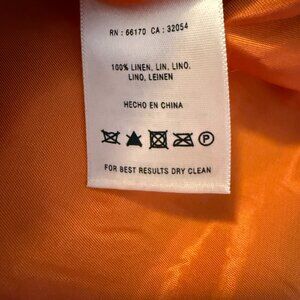 RN : 66170 CA : 32054
100% LINEN, LIN, LINO,
LINO, LEINEN
HECHO EN CHINA
P
FOR BEST RESULTS DRY CLEAN